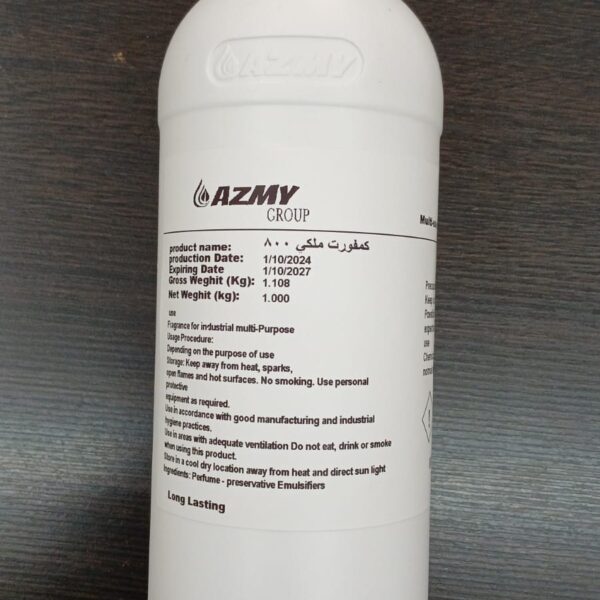 AZMY
AZMY
GROUP
product name: كمفورت ملكي ٨٠٠
production Date: 1/10/2024
Expiring Date 1/10/2027
Gross Weghit (Kg): 1.108
Net Weghit (kg): 1.000
use
Fragrance for industrial multi-Purpose
Usage Procedure:
Depending on the purpose of use
Storage: Keep away from heat, sparks,
open flames and hot surfaces. No smoking. Use personal
protective
equipment as required.
Use in accordance with good manufacturing and industrial
hygiene practices.
Use in areas with adequate ventilation Do not eat, drink or smoke
when using this product.
Store in a cool dry location away from heat and direct sun light
Ingredients: Perfume - preservative Emulsifiers
Long Lasting
Keep
use